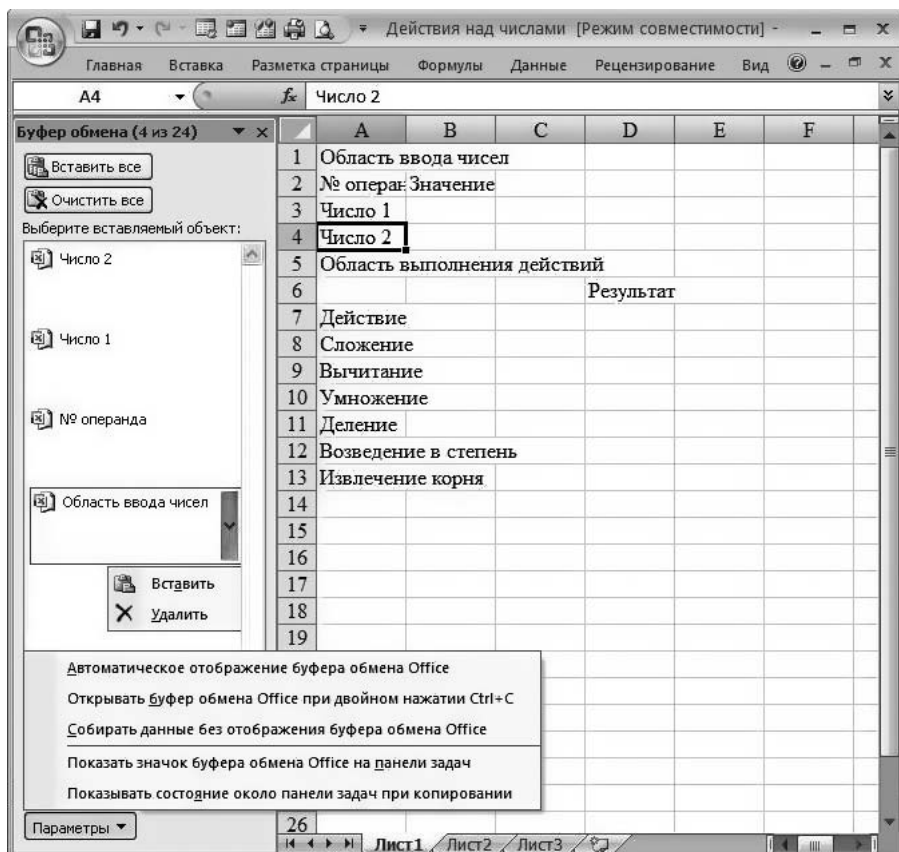 Действия над числами [Режим совместимости] -
Главная Вставка Разметка страницы Формулы Данные Рецензирование Вид
A4 fx Число 2
Буфер обмена (4 из 24)
Вставить все
Очистить все
Выберите вставляемый объект:
Число 2
Число 1
№ операнда
Область ввода чисел
Вставить
Удалить
A B C D E F
1 Область ввода чисел
2 № операн Значение
3 Число 1
4 Число 2
5 Область выполнения действий
6 Результат
7 Действие
8 Сложение
9 Вычитание
10 Умножение
11 Деление
12 Возведение в степень
13 Извлечение корня
14
15
16
17
18
19
Автоматическое отображение буфера обмена Office
Открывать буфер обмена Office при двойном нажатии Ctrl+C
Собирать данные без отображения буфера обмена Office
Показать значок буфера обмена Office на панели задач
Показывать состояние около панели задач при копировании
Параметры
26
Лист1 Лист2 Лист3